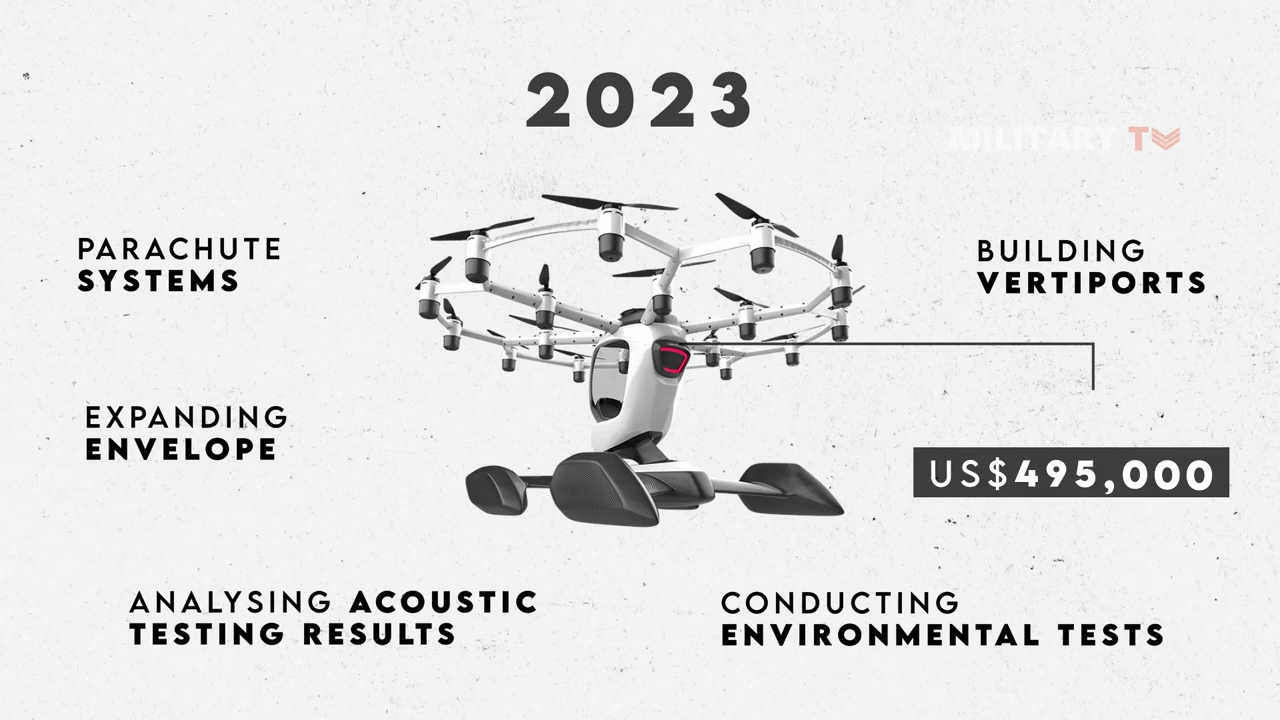 2023
MILITARY TV
PARACHUTE
SYSTEMS
BUILDING
VERTIPORTS
EXPANDING
ENVELOPE
US$495,000
ANALYSING ACOUSTIC
TESTING RESULTS
CONDUCTING
ENVIRONMENTAL TESTS